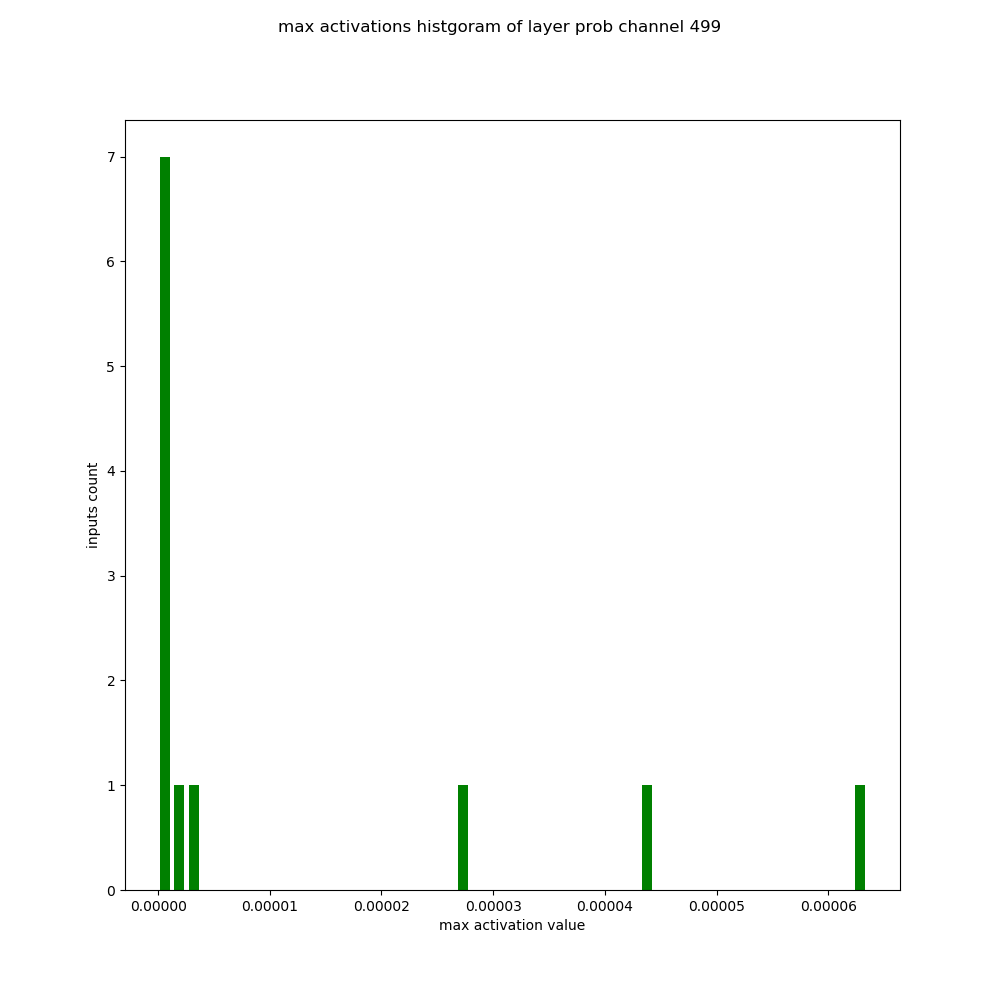 max activations histgoram of layer prob channel 499
7
6
5
4
3
2
1
0
inputs count
0.00000 0.00001 0.00002 0.00003 0.00004 0.00005 0.00006
max activation value